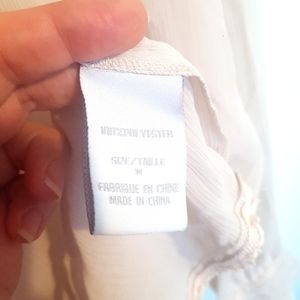 100%POLYESTER
SIZE/TAILLE
M
FABRIQUE EN CHINE
MADE IN CHINA